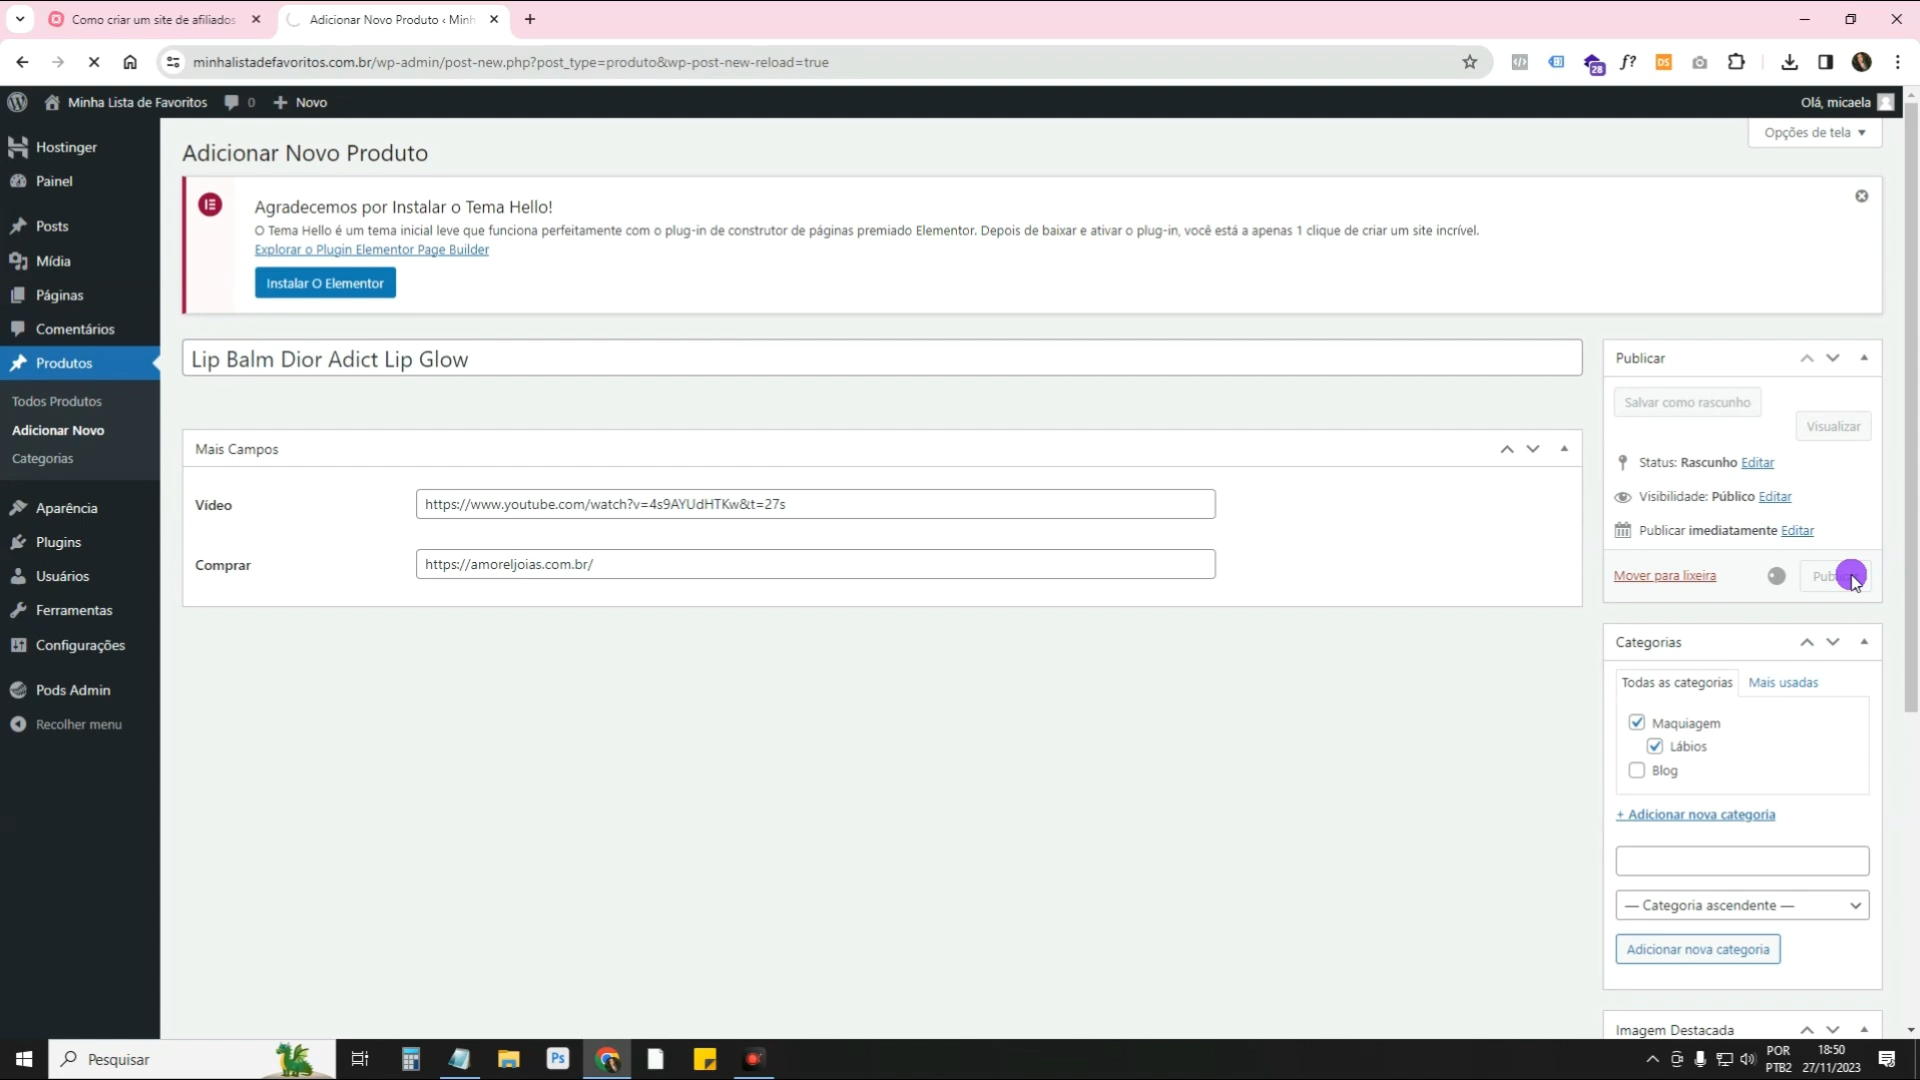 Como criar um site de afiliados
Adicionar Novo Produto ‹ Minh
minhalistadefavoritos.com.br/wp-admin/post-new.php?post_type=produto&wp-post-new-reload=true
28
f?
DS
Minha Lista de Favoritos
0
Novo
Olá, micaela
Opções de tela
Hostinger
Painel
Posts
Mídia
Páginas
Comentários
Produtos
Todos Produtos
Adicionar Novo
Categorias
Aparência
Plugins
Usuários
Ferramentas
Configurações
Pods Admin
Recolher menu
Adicionar Novo Produto
Agradecemos por Instalar o Tema Hello!
O Tema Hello é um tema inicial leve que funciona perfeitamente com o plug-in de construtor de páginas premiado Elementor. Depois de baixar e ativar o plug-in, você está a apenas 1 clique de criar um site incrível.
Explorar o Plugin Elementor Page Builder
Instalar O Elementor
Lip Balm Dior Adict Lip Glow
Mais Campos
Vídeo
https://www.youtube.com/watch?v=4s9AYUdHTKw&t=27s
Comprar
https://amoreljoias.com.br/
Publicar
Salvar como rascunho
Visualizar
Status: Rascunho Editar
Visibilidade: Público Editar
Publicar imediatamente Editar
Mover para lixeira
Categorias
Todas as categorias
Mais usadas
Maquiagem
Lábios
Blog
+ Adicionar nova categoria
— Categoria ascendente —
Adicionar nova categoria
Imagem Destacada
Pesquisar
Ps
POR
PTB2
18:50
27/11/2023